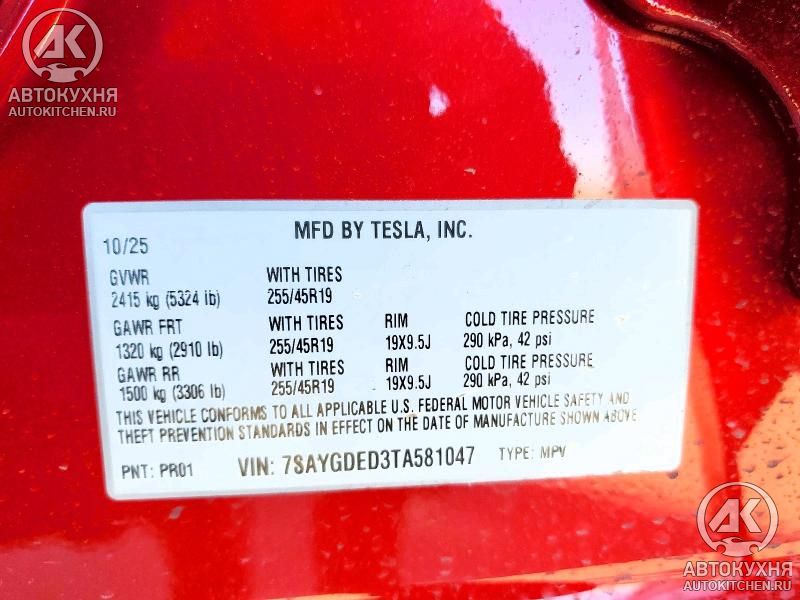 АК
АВТОКУХНЯ
AUTOKITCHEN.RU
MFD BY TESLA, INC.
10/25
GVWR WITH TIRES
2415 kg (5324 lb) 255/45R19
GAWR FRT WITH TIRES RIM COLD TIRE PRESSURE
1320 kg (2910 lb) 255/45R19 19X9.5J 290 kPa, 42 psi
GAWR RR WITH TIRES RIM COLD TIRE PRESSURE
1500 kg (3306 lb) 255/45R19 19X9.5J 290 kPa, 42 psi
THIS VEHICLE CONFORMS TO ALL APPLICABLE U.S. FEDERAL MOTOR VEHICLE SAFETY AND
THEFT PREVENTION STANDARDS IN EFFECT ON THE DATE OF MANUFACTURE SHOWN ABOVE
PNT: PR01 VIN: 7SAYGDED3TA581047 TYPE: MPV
АК
АВТОКУХНЯ
AUTOKITCHEN.RU